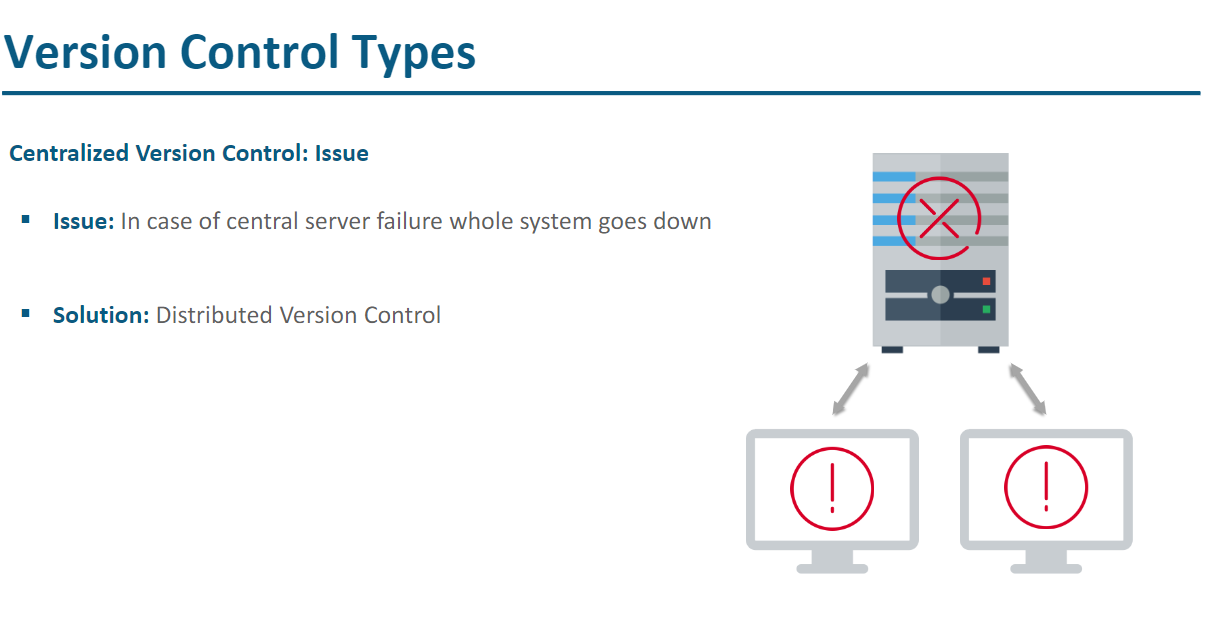 Version Control Types
Centralized Version Control: Issue
▪ Issue: In case of central server failure whole system goes down
▪ Solution: Distributed Version Control